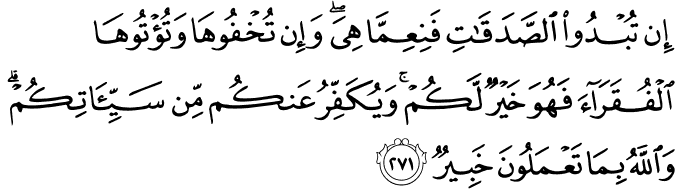 إِن تُبْدُوا۟ ٱلصَّدَقَـٰتِ فَنِعِمَّا هِىَ ۖ وَإِن تُخْفُوهَا وَتُؤْتُوهَا
ٱلْفُقَرَآءَ فَهُوَ خَيْرٌ لَّكُمْ ۚ وَيُكَفِّرُ عَنكُم مِّن سَيِّـَٔاتِكُمْ ۗ
وَٱللَّهُ بِمَا تَعْمَلُونَ خَبِيرٌ ٢٧١